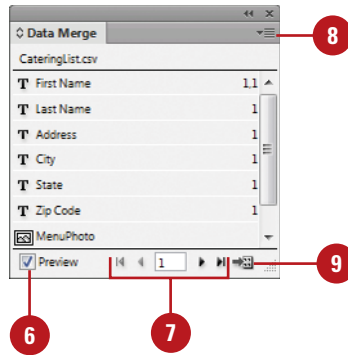 Data Merge
8
CateringList.csv
T First Name 1,1
T Last Name 1
T Address 1
T City 1
T State 1
T Zip Code 1
MenuPhoto
Preview 1
9
6
7